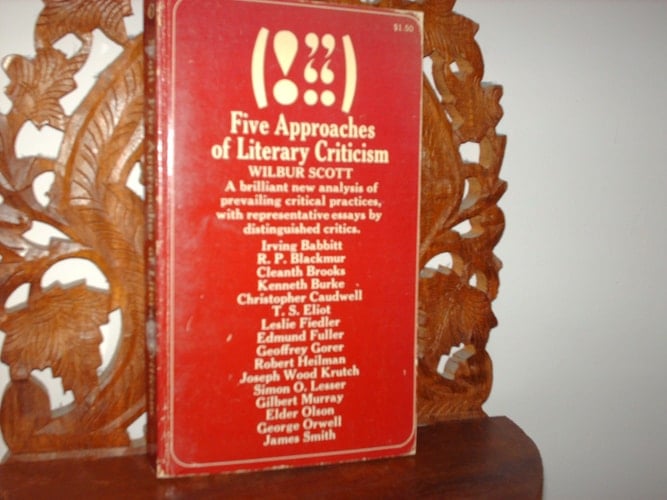 $1.50
(!”“:)
Five Approaches
of Literary Criticism
WILBUR SCOTT
A brilliant new analysis of
prevailing critical practices,
with representative essays by
distinguished critics.
Irving Babbitt
R. P. Blackmur
Cleanth Brooks
Kenneth Burke
Christopher Caudwell
T. S. Eliot
Leslie Fiedler
Edmund Fuller
Geoffrey Gorer
Robert Heilman
Joseph Wood Krutch
Simon O. Lesser
Gilbert Murray
Elder Olson
George Orwell
James Smith